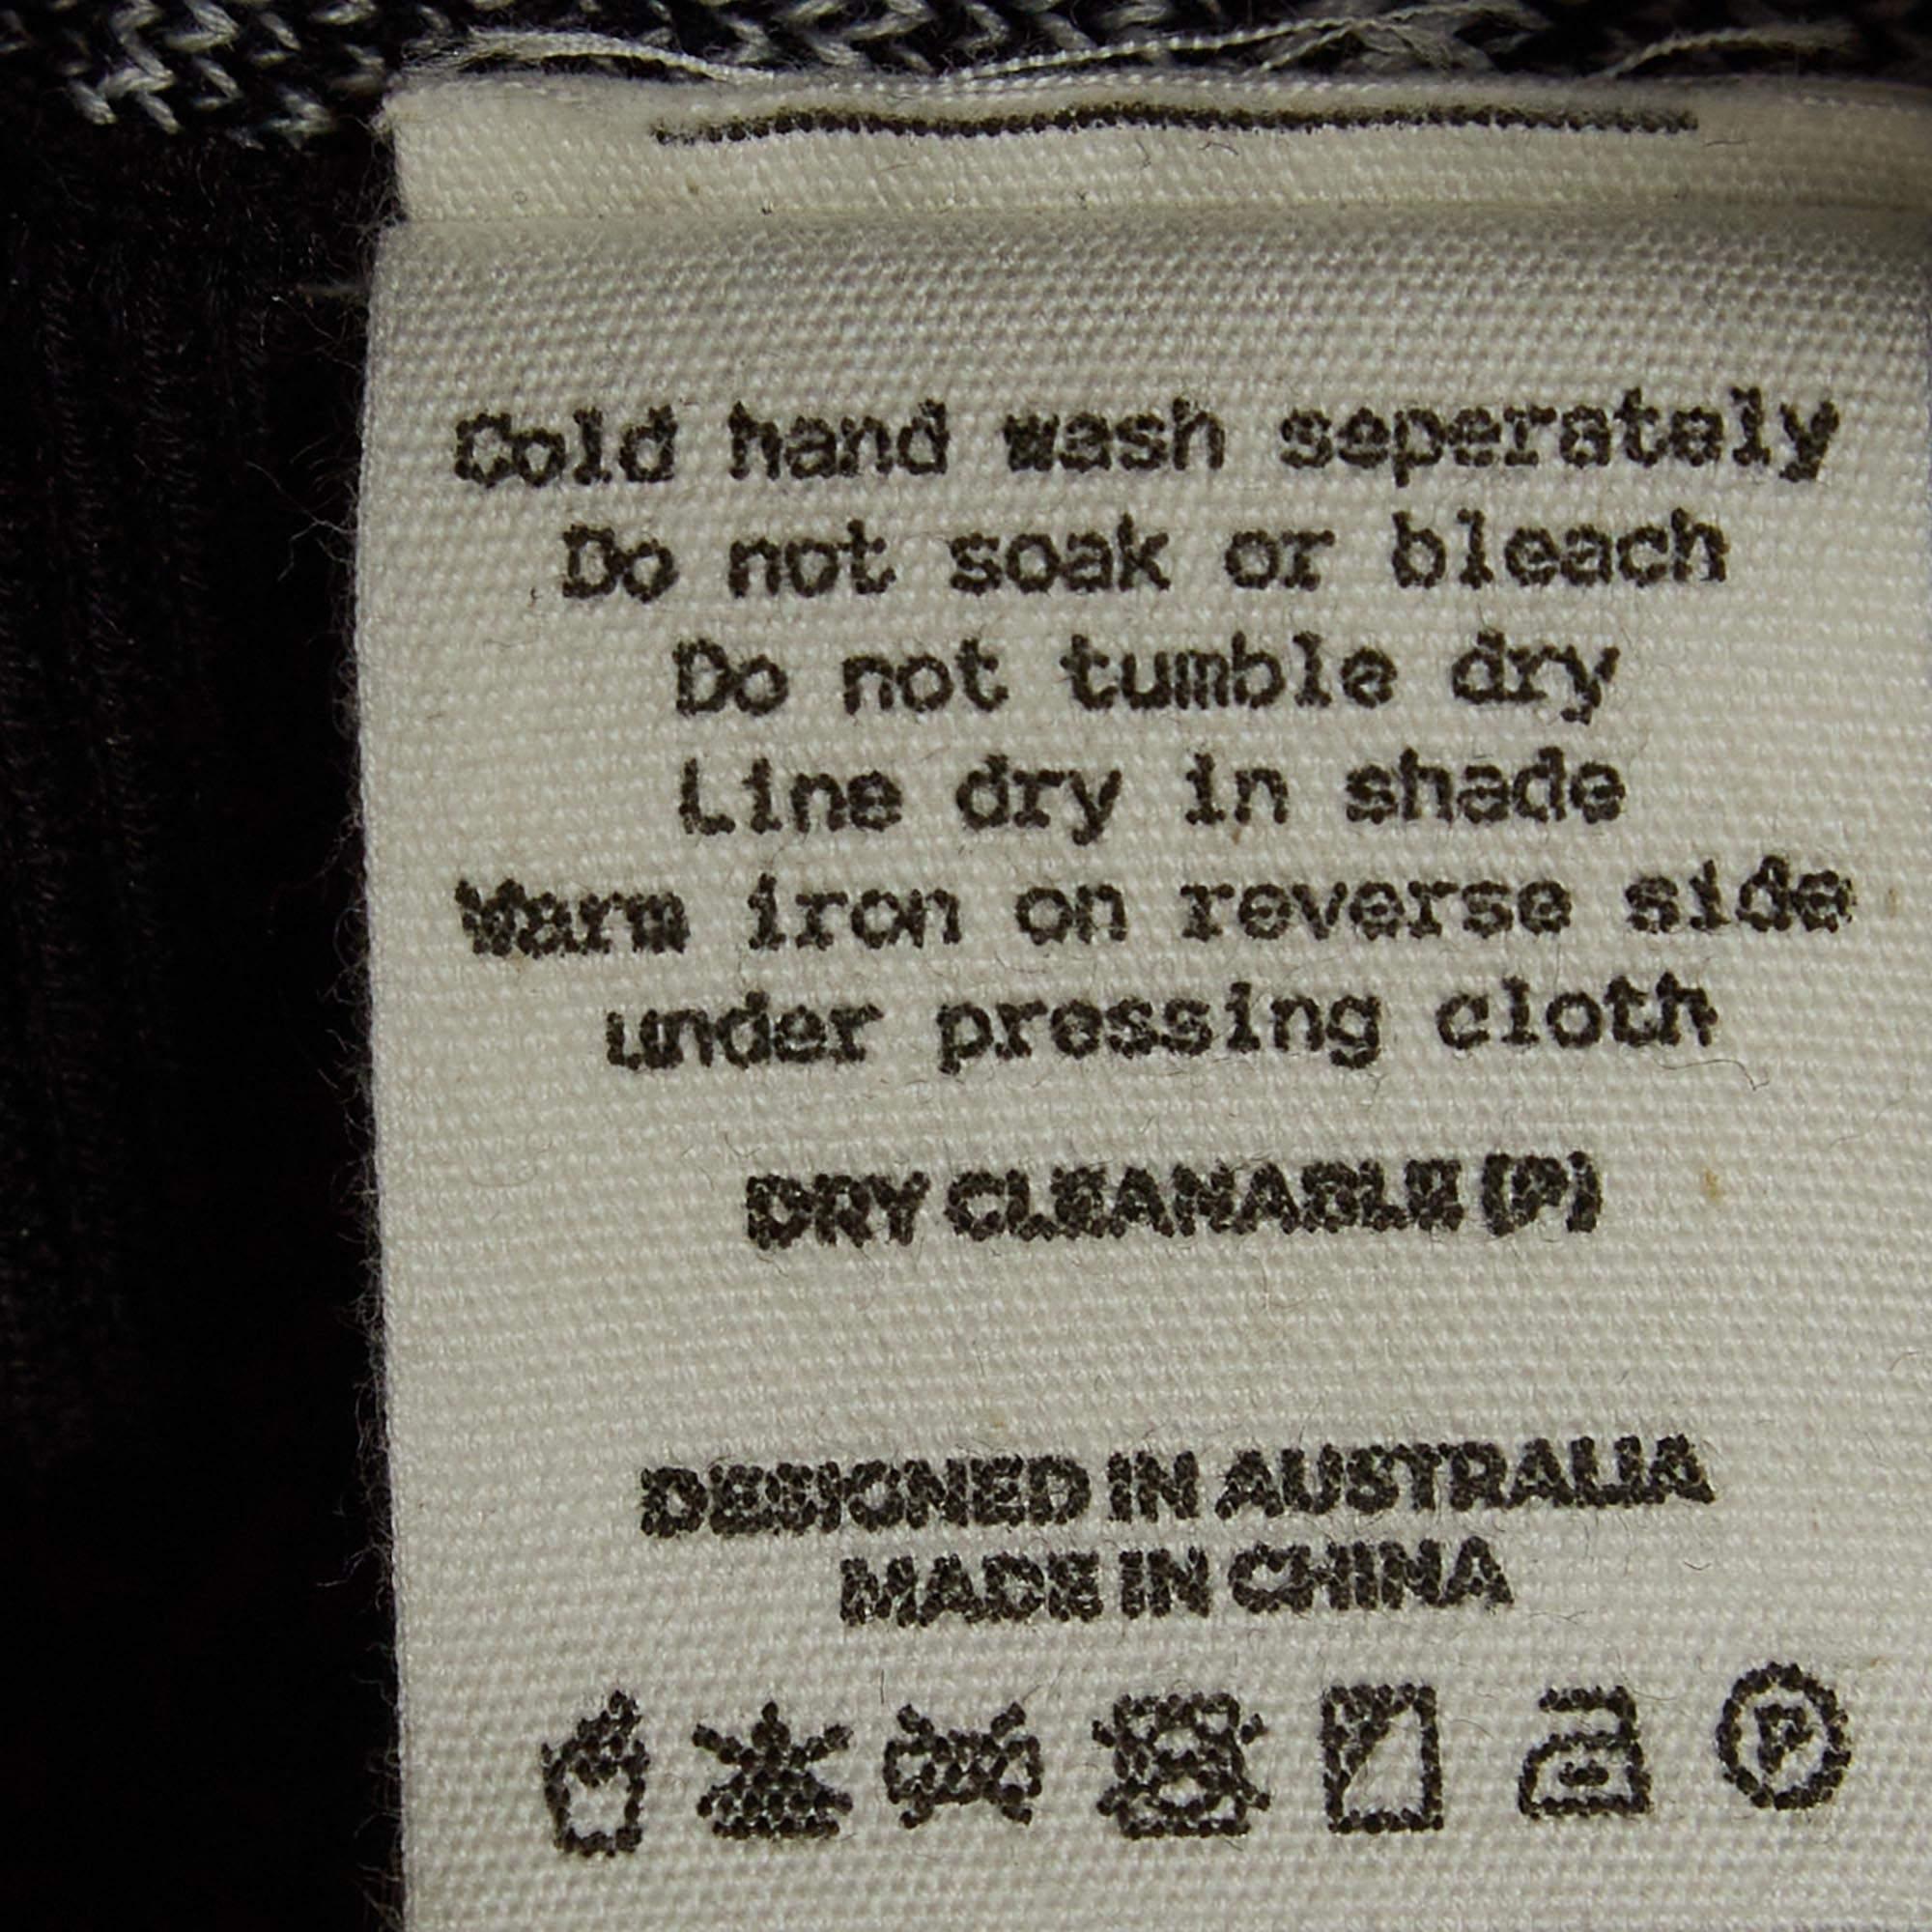 Cold hand wash seperately
Do not soak or bleach
Do not tumble dry
Line dry in shade
Warm iron on reverse side
under pressing cloth
DRY CLEANABLE (P)
DESIGNED IN AUSTRALIA
MADE IN CHINA
P